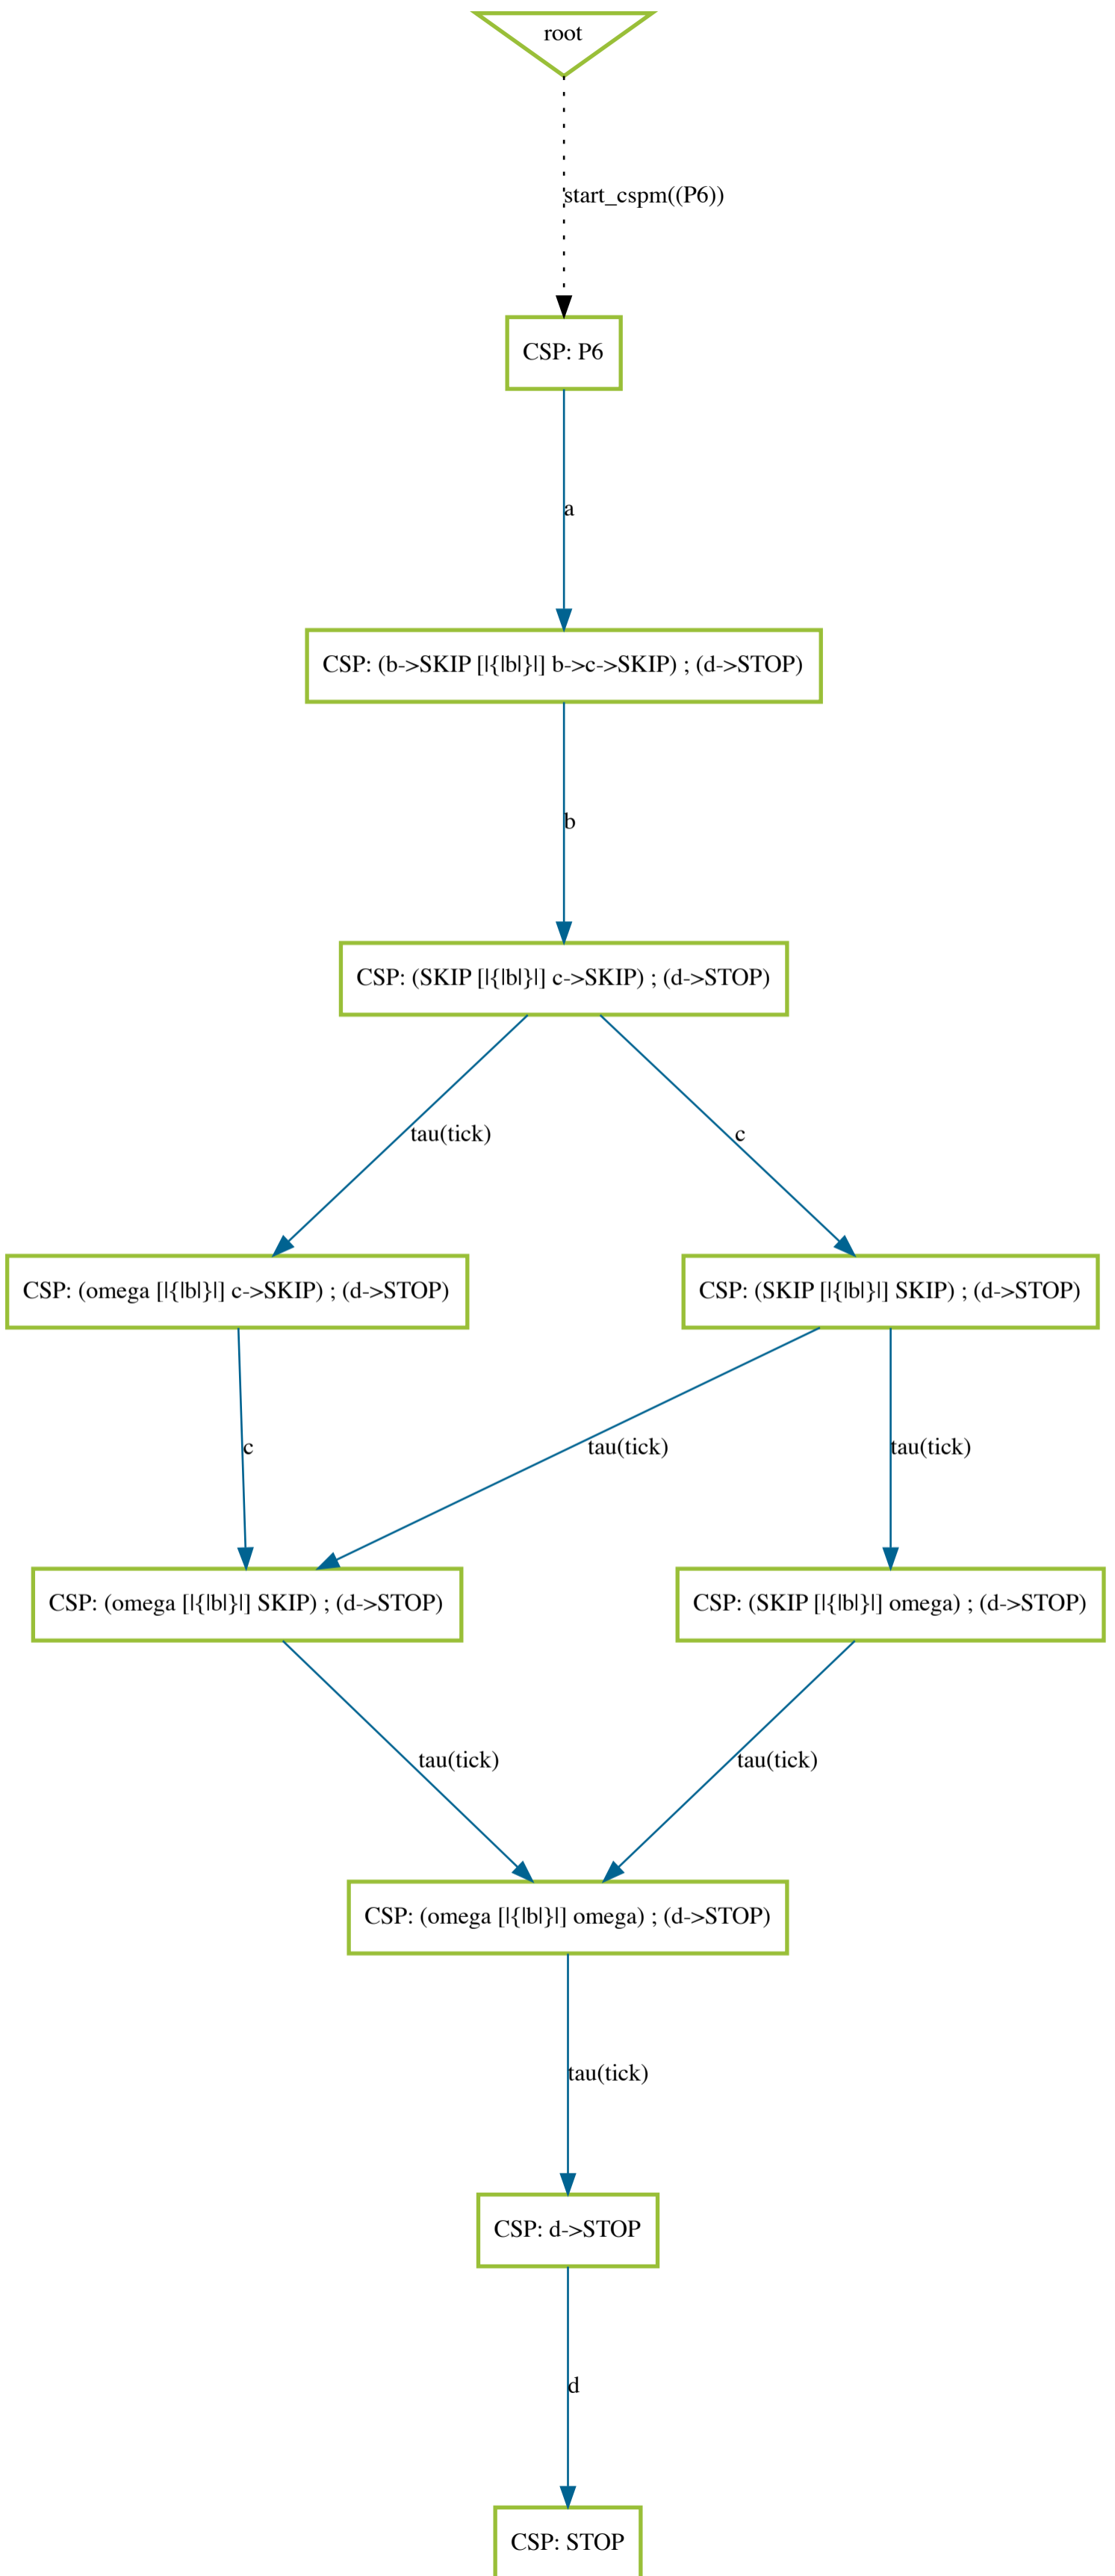 root
start_cspm((P6))
CSP: P6
a
CSP: (b->SKIP [|{|b|}|] b->c->SKIP) ; (d->STOP)
b
CSP: (SKIP [|{|b|}|] c->SKIP) ; (d->STOP)
tau(tick)
c
CSP: (omega [|{|b|}|] c->SKIP) ; (d->STOP)
CSP: (SKIP [|{|b|}|] SKIP) ; (d->STOP)
c
tau(tick)
tau(tick)
CSP: (omega [|{|b|}|] SKIP) ; (d->STOP)
CSP: (SKIP [|{|b|}|] omega) ; (d->STOP)
tau(tick)
tau(tick)
CSP: (omega [|{|b|}|] omega) ; (d->STOP)
tau(tick)
CSP: d->STOP
d
CSP: STOP